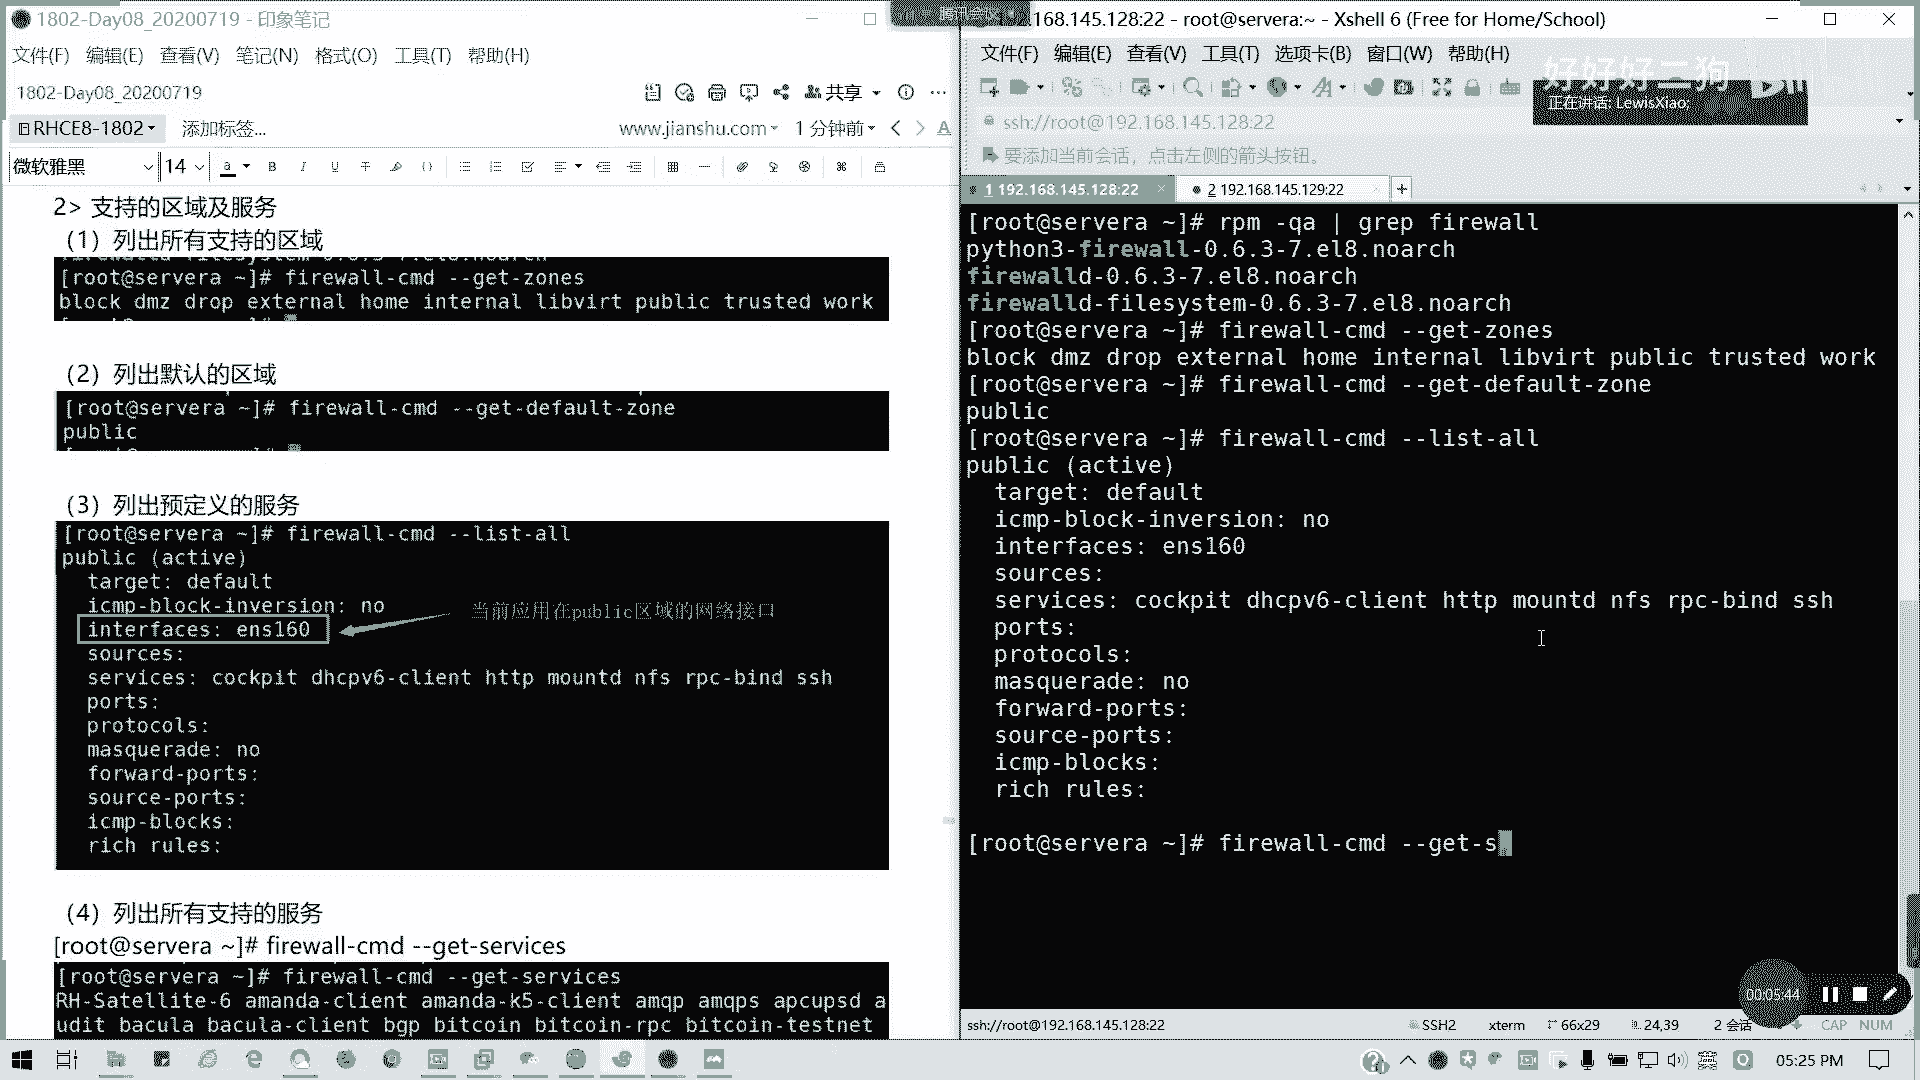 1802-Day08_20200719 - 印象笔记
文件(F) 编辑(E) 查看(V) 笔记(N) 格式(O) 工具(T) 帮助(H)
1802-Day08_20200719
共享
RHCE8-1802
添加标签...
www.jianshu.com
1 分钟前
微软雅黑
14
2> 支持的区域及服务
（1）列出所有支持的区域
[root@servera ~]# firewall-cmd --get-zones
block dmz drop external home internal libvirt public trusted work
（2）列出默认的区域
[root@servera ~]# firewall-cmd --get-default-zone
public
（3）列出预定义的服务
[root@servera ~]# firewall-cmd --list-all
public (active)
target: default
icmp-block-inversion: no
interfaces: ens160
当前应用在public区域的网络接口
sources:
services: cockpit dhcpv6-client http mountd nfs rpc-bind ssh
ports:
protocols:
masquerade: no
forward-ports:
source-ports:
icmp-blocks:
rich rules:
（4）列出所有支持的服务
[root@servera ~]# firewall-cmd --get-services
[root@servera ~]# firewall-cmd --get-services
RH-Satellite-6 amanda-client amanda-k5-client amqp amqps apcupsd a
udit bacula bacula-client bgp bitcoin bitcoin-rpc bitcoin-testnet
腾讯会议
.168.145.128:22 - root@servera:~ - Xshell 6 (Free for Home/School)
文件(F) 编辑(E) 查看(V) 工具(T) 选项卡(B) 窗口(W) 帮助(H)
好好好二狗
正在讲话: LewisXiao;
ssh://root@192.168.145.128:22
要添加当前会话，点击左侧的箭头按钮。
1 192.168.145.128:22
2 192.168.145.129:22
[root@servera ~]# rpm -qa | grep firewall
python3-firewall-0.6.3-7.el8.noarch
firewalld-0.6.3-7.el8.noarch
firewalld-filesystem-0.6.3-7.el8.noarch
[root@servera ~]# firewall-cmd --get-zones
block dmz drop external home internal libvirt public trusted work
[root@servera ~]# firewall-cmd --get-default-zone
public
[root@servera ~]# firewall-cmd --list-all
public (active)
target: default
icmp-block-inversion: no
interfaces: ens160
sources:
services: cockpit dhcpv6-client http mountd nfs rpc-bind ssh
ports:
protocols:
masquerade: no
forward-ports:
source-ports:
icmp-blocks:
rich rules:
[root@servera ~]# firewall-cmd --get-s
00:05:44
ssh://root@192.168.145.128:22
SSH2
xterm
66x29
24,39
2 会话
CAP NUM
05:25 PM